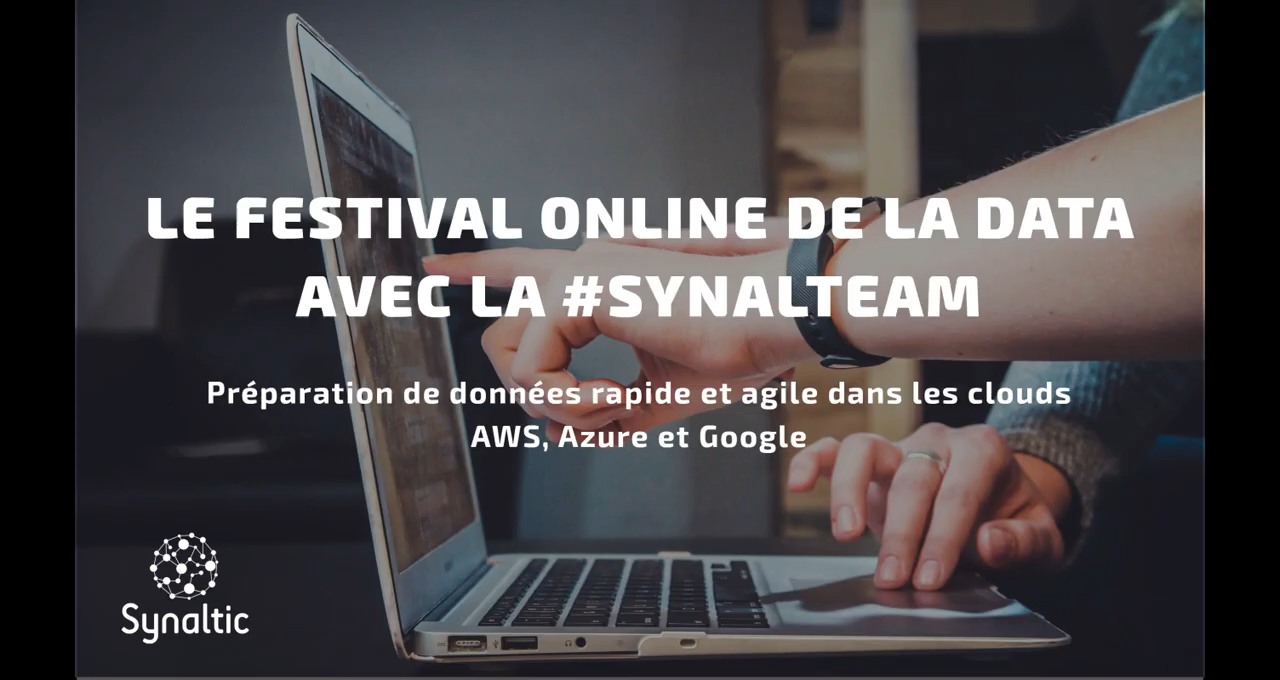 LE FESTIVAL ONLINE DE LA DATA
AVEC LA #SYNALTEAM
Préparation de données rapide et agile dans les clouds
AWS, Azure et Google
Synaltic